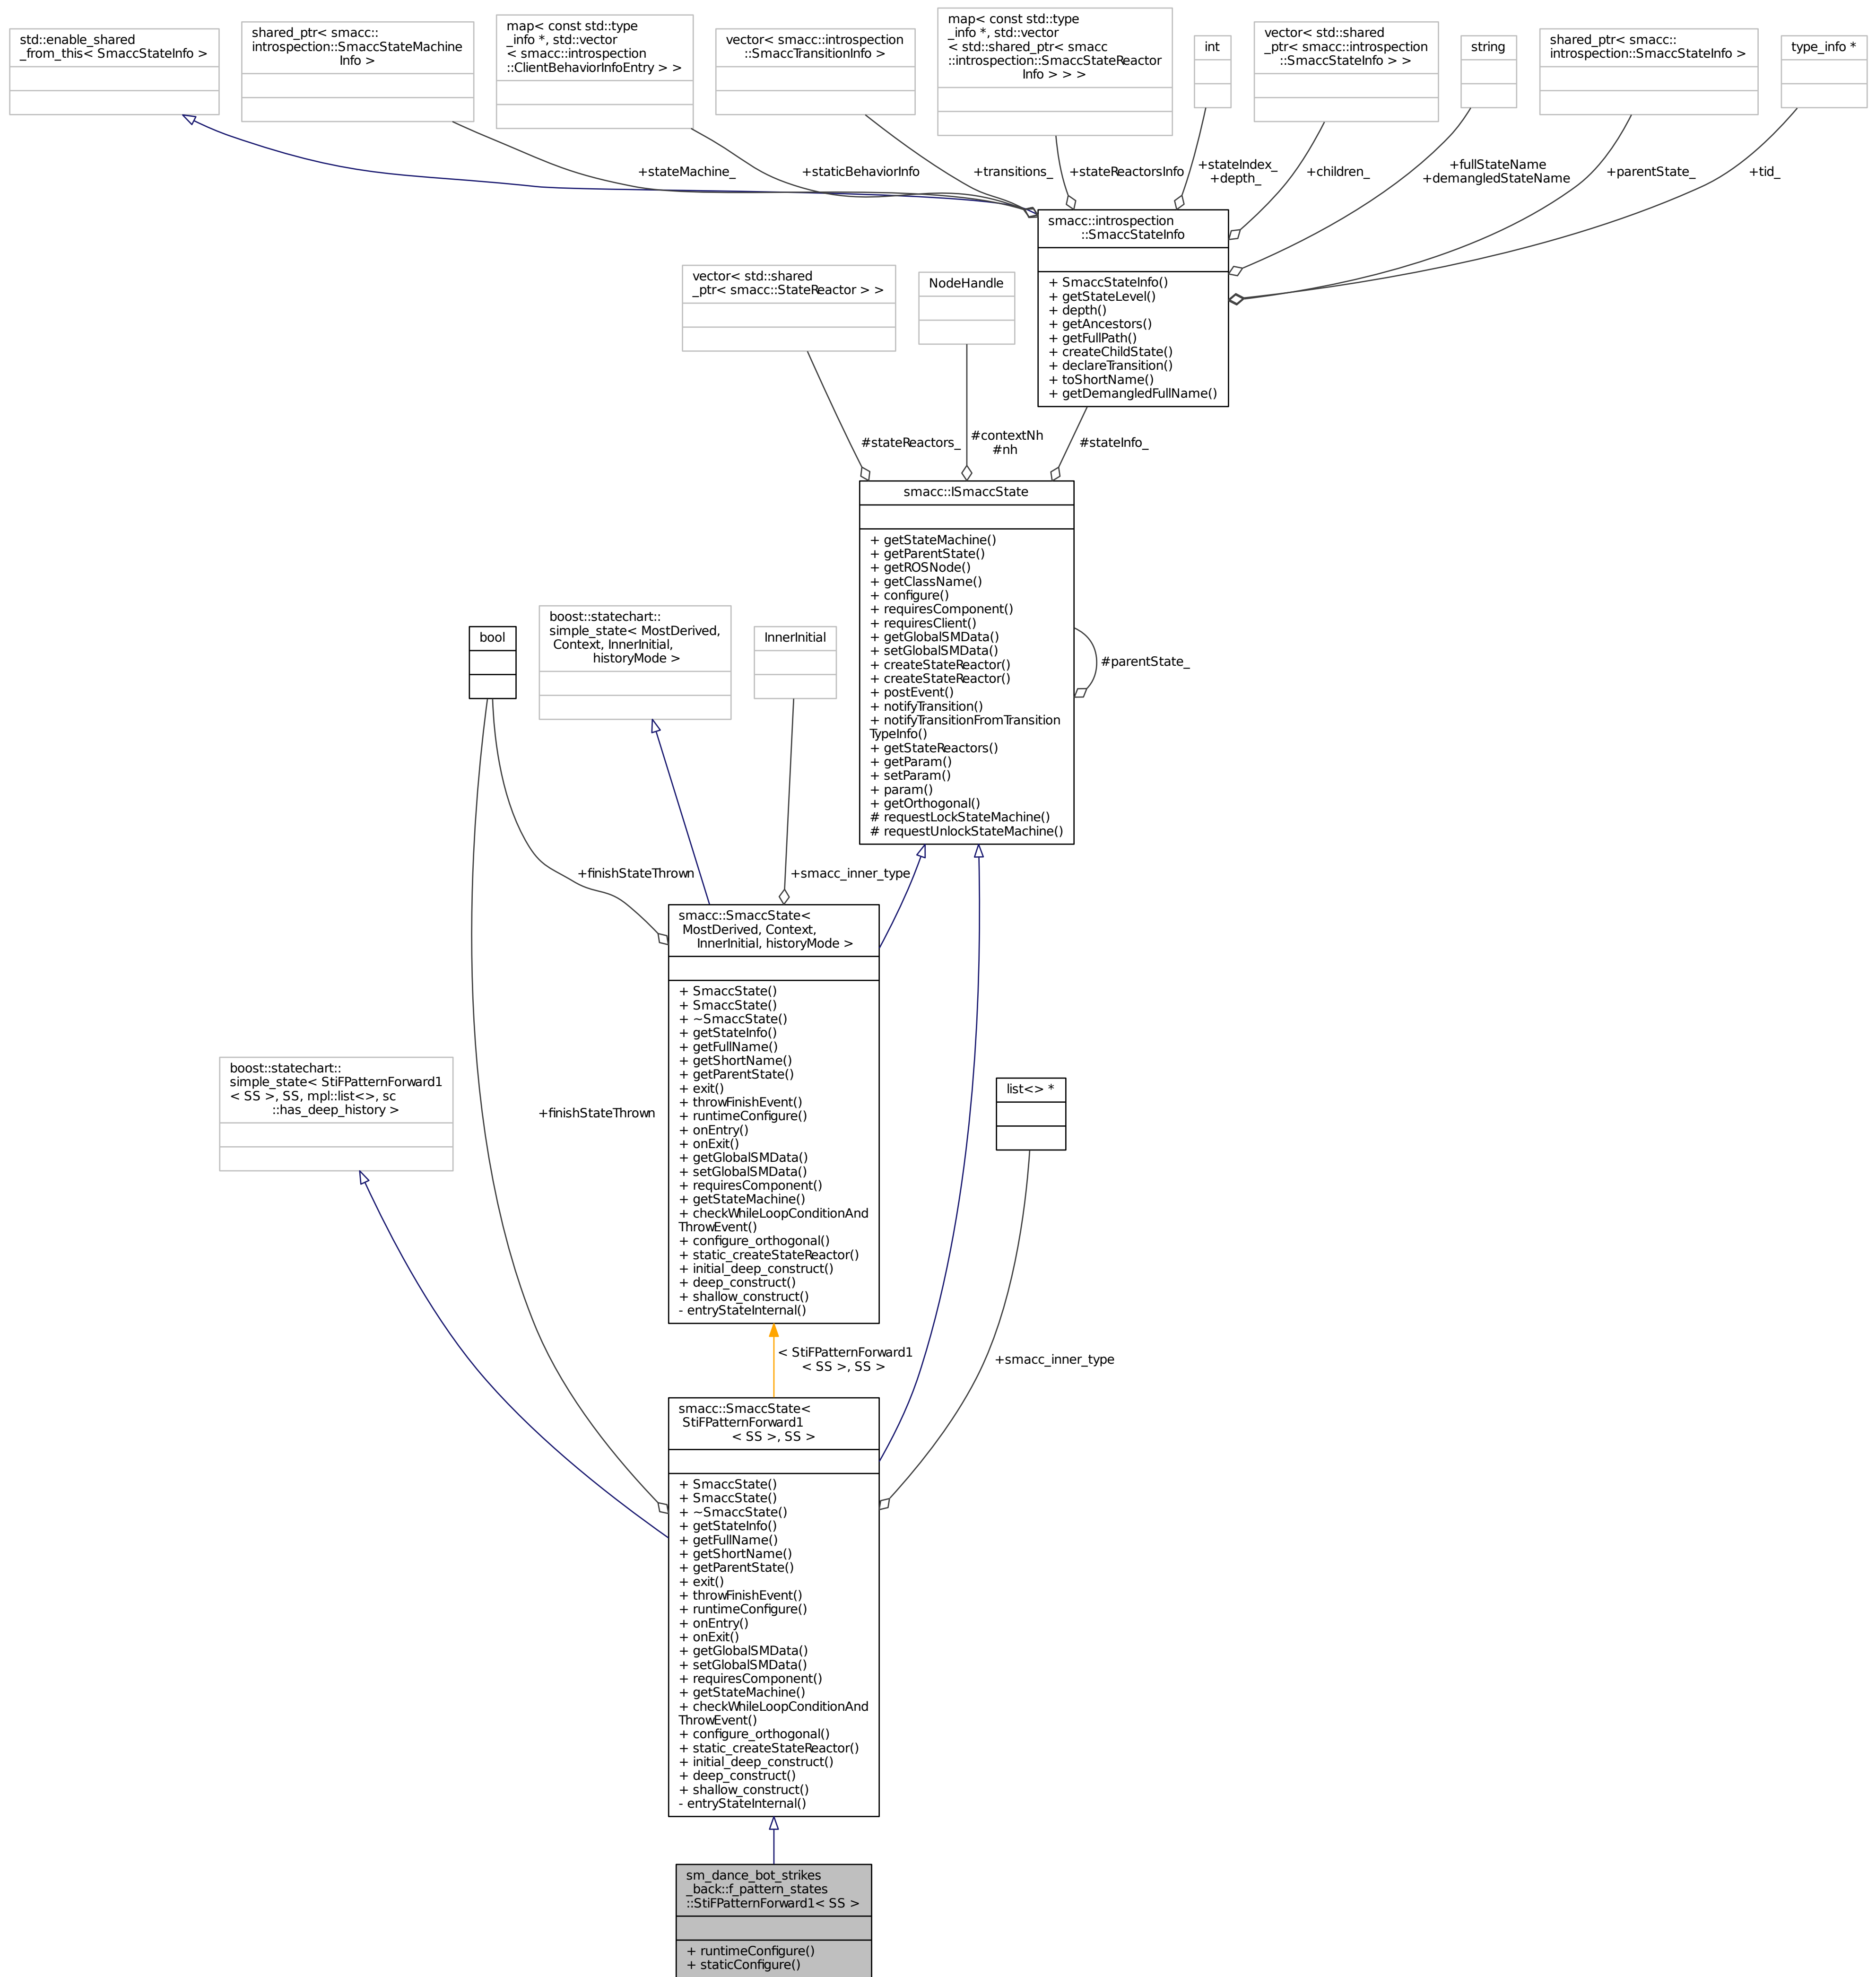 std::enable_shared
_from_this< SmaccStateInfo >
shared_ptr< smacc::
introspection::SmaccStateMachine
Info >
map< const std::type
_info *, std::vector
< smacc::introspection
::ClientBehaviorInfoEntry > >
vector< smacc::introspection
::SmaccTransitionInfo >
map< const std::type
_info *, std::vector
< std::shared_ptr< smacc
::introspection::SmaccStateReactor
Info > > >
int
vector< std::shared
_ptr< smacc::introspection
::SmaccStateInfo > >
string
shared_ptr< smacc::
introspection::SmaccStateInfo >
type_info *
+stateMachine_
+staticBehaviorInfo
+transitions_
+stateReactorsInfo
+stateIndex_
+depth_
+children_
+fullStateName
+demangledStateName
+parentState_
+tid_
smacc::introspection
::SmaccStateInfo
+ SmaccStateInfo()
+ getStateLevel()
+ depth()
+ getAncestors()
+ getFullPath()
+ createChildState()
+ declareTransition()
+ toShortName()
+ getDemangledFullName()
vector< std::shared
_ptr< smacc::StateReactor > >
NodeHandle
#stateReactors_
#contextNh
#nh
#stateInfo_
smacc::ISmaccState
+ getStateMachine()
+ getParentState()
+ getROSNode()
+ getClassName()
+ configure()
+ requiresComponent()
+ requiresClient()
+ getGlobalSMData()
+ setGlobalSMData()
+ createStateReactor()
+ createStateReactor()
+ postEvent()
+ notifyTransition()
+ notifyTransitionFromTransition
TypeInfo()
+ getStateReactors()
+ getParam()
+ setParam()
+ param()
+ getOrthogonal()
# requestLockStateMachine()
# requestUnlockStateMachine()
#parentState_
bool
boost::statechart::
simple_state< MostDerived,
Context, InnerInitial,
historyMode >
InnerInitial
+finishStateThrown
+smacc_inner_type
smacc::SmaccState<
MostDerived, Context,
InnerInitial, historyMode >
+ SmaccState()
+ SmaccState()
+ ~SmaccState()
+ getStateInfo()
+ getFullName()
+ getShortName()
+ getParentState()
+ exit()
+ throwFinishEvent()
+ runtimeConfigure()
+ onEntry()
+ onExit()
+ getGlobalSMData()
+ setGlobalSMData()
+ requiresComponent()
+ getStateMachine()
+ checkWhileLoopConditionAnd
ThrowEvent()
+ configure_orthogonal()
+ static_createStateReactor()
+ initial_deep_construct()
+ deep_construct()
+ shallow_construct()
- entryStateInternal()
boost::statechart::
simple_state< StiFPatternForward1
< SS >, SS, mpl::list<>, sc
::has_deep_history >
+finishStateThrown
list<> *
< StiFPatternForward1
< SS >, SS >
+smacc_inner_type
smacc::SmaccState<
StiFPatternForward1
< SS >, SS >
+ SmaccState()
+ SmaccState()
+ ~SmaccState()
+ getStateInfo()
+ getFullName()
+ getShortName()
+ getParentState()
+ exit()
+ throwFinishEvent()
+ runtimeConfigure()
+ onEntry()
+ onExit()
+ getGlobalSMData()
+ setGlobalSMData()
+ requiresComponent()
+ getStateMachine()
+ checkWhileLoopConditionAnd
ThrowEvent()
+ configure_orthogonal()
+ static_createStateReactor()
+ initial_deep_construct()
+ deep_construct()
+ shallow_construct()
- entryStateInternal()
sm_dance_bot_strikes
_back::f_pattern_states
::StiFPatternForward1< SS >
+ runtimeConfigure()
+ staticConfigure()